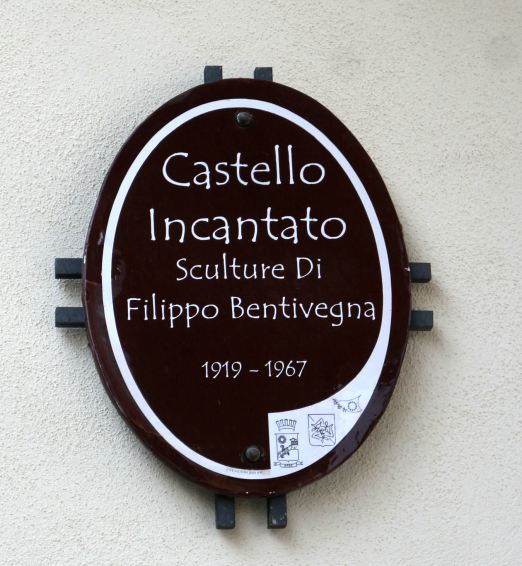 Castello
Incantato
Sculture Di
Filippo Bentivegna
1919 - 1967